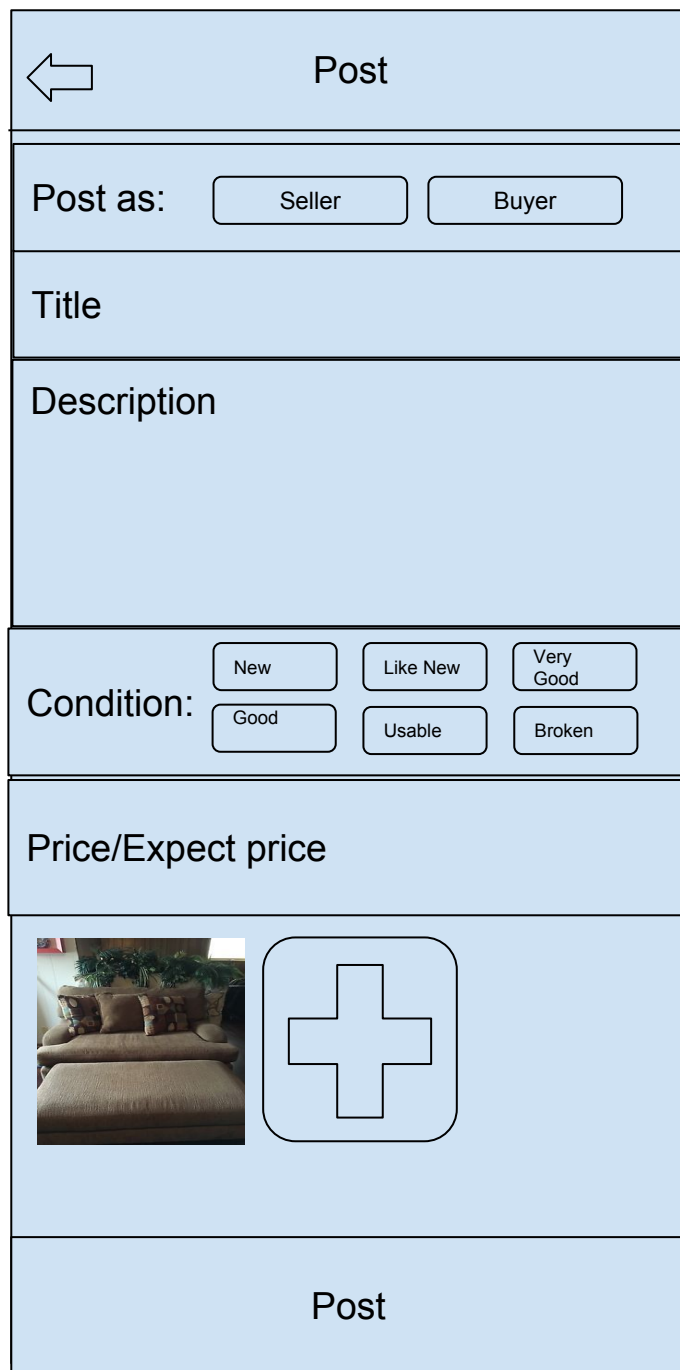 Post
Post as:
Seller
Buyer
Title
Description
Condition:
New
Like New
Very
Good
Good
Usable
Broken
Price/Expect price
Post